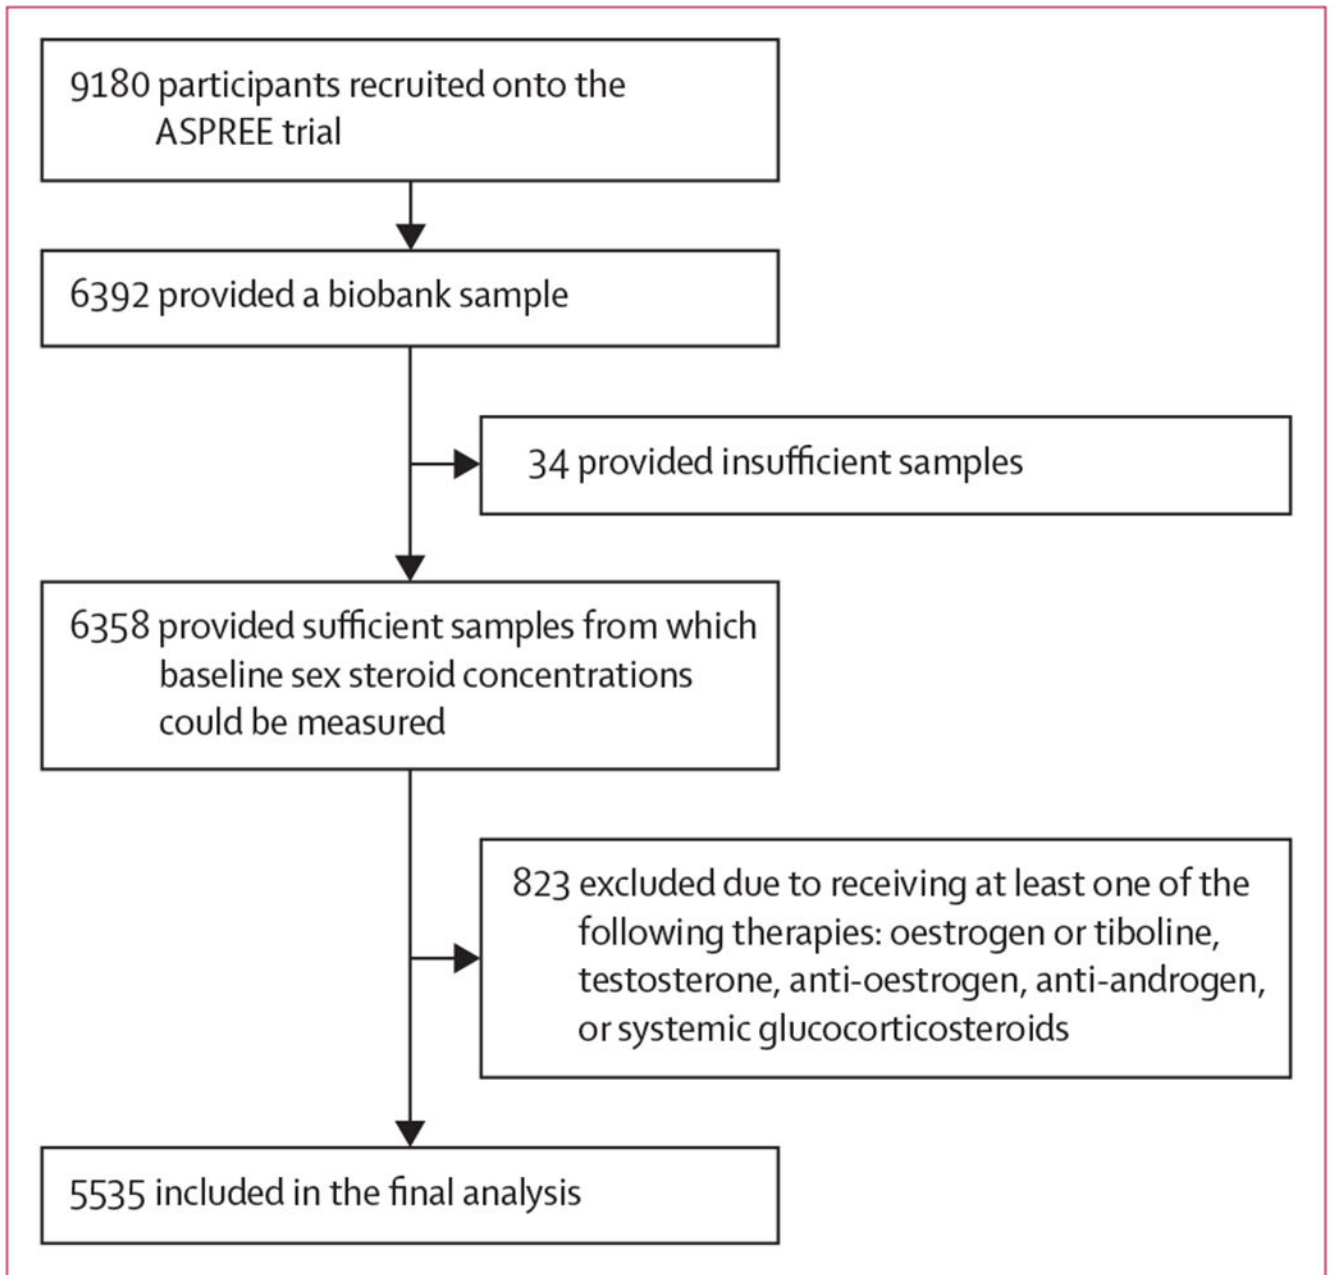 9180 participants recruited onto the
ASPREE trial
6392 provided a biobank sample
34 provided insufficient samples
6358 provided sufficient samples from which
baseline sex steroid concentrations
could be measured
823 excluded due to receiving at least one of the
following therapies: oestrogen or tiboline,
testosterone, anti-oestrogen, anti-androgen,
or systemic glucocorticosteroids
5535 included in the final analysis